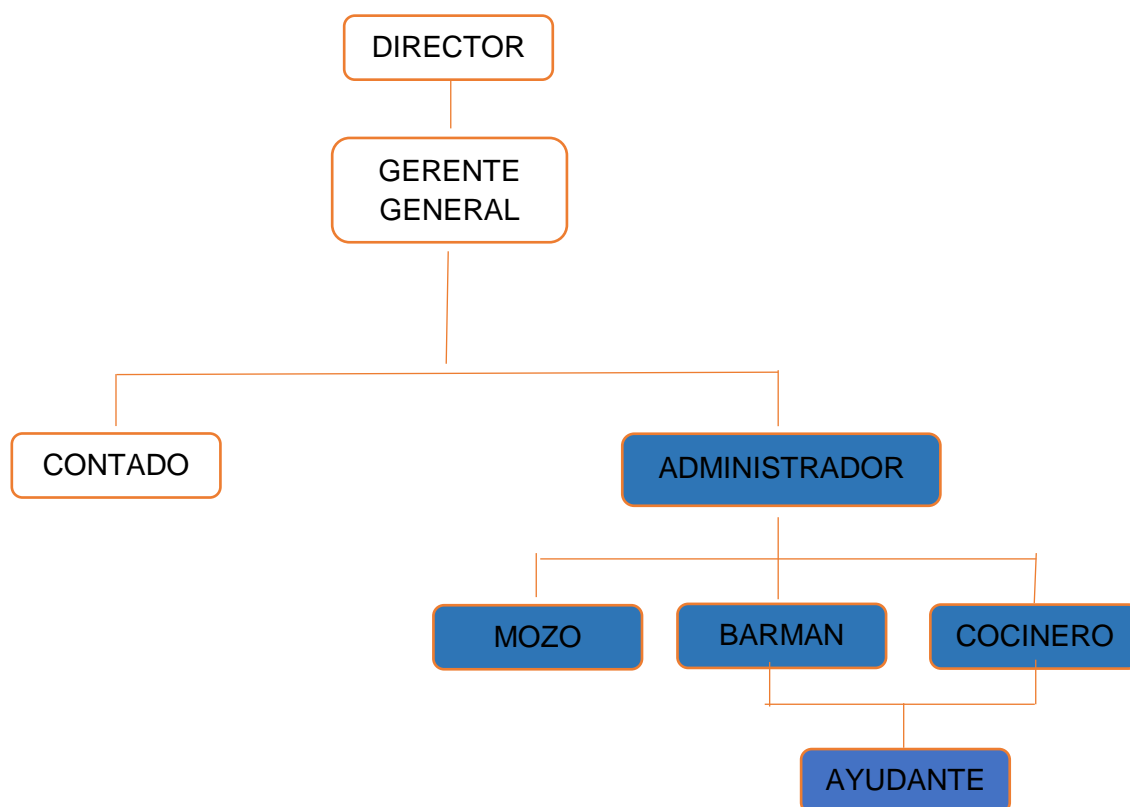 DIRECTOR
GERENTE
GENERAL
CONTADO
ADMINISTRADOR
MOZO
BARMAN
COCINERO
AYUDANTE